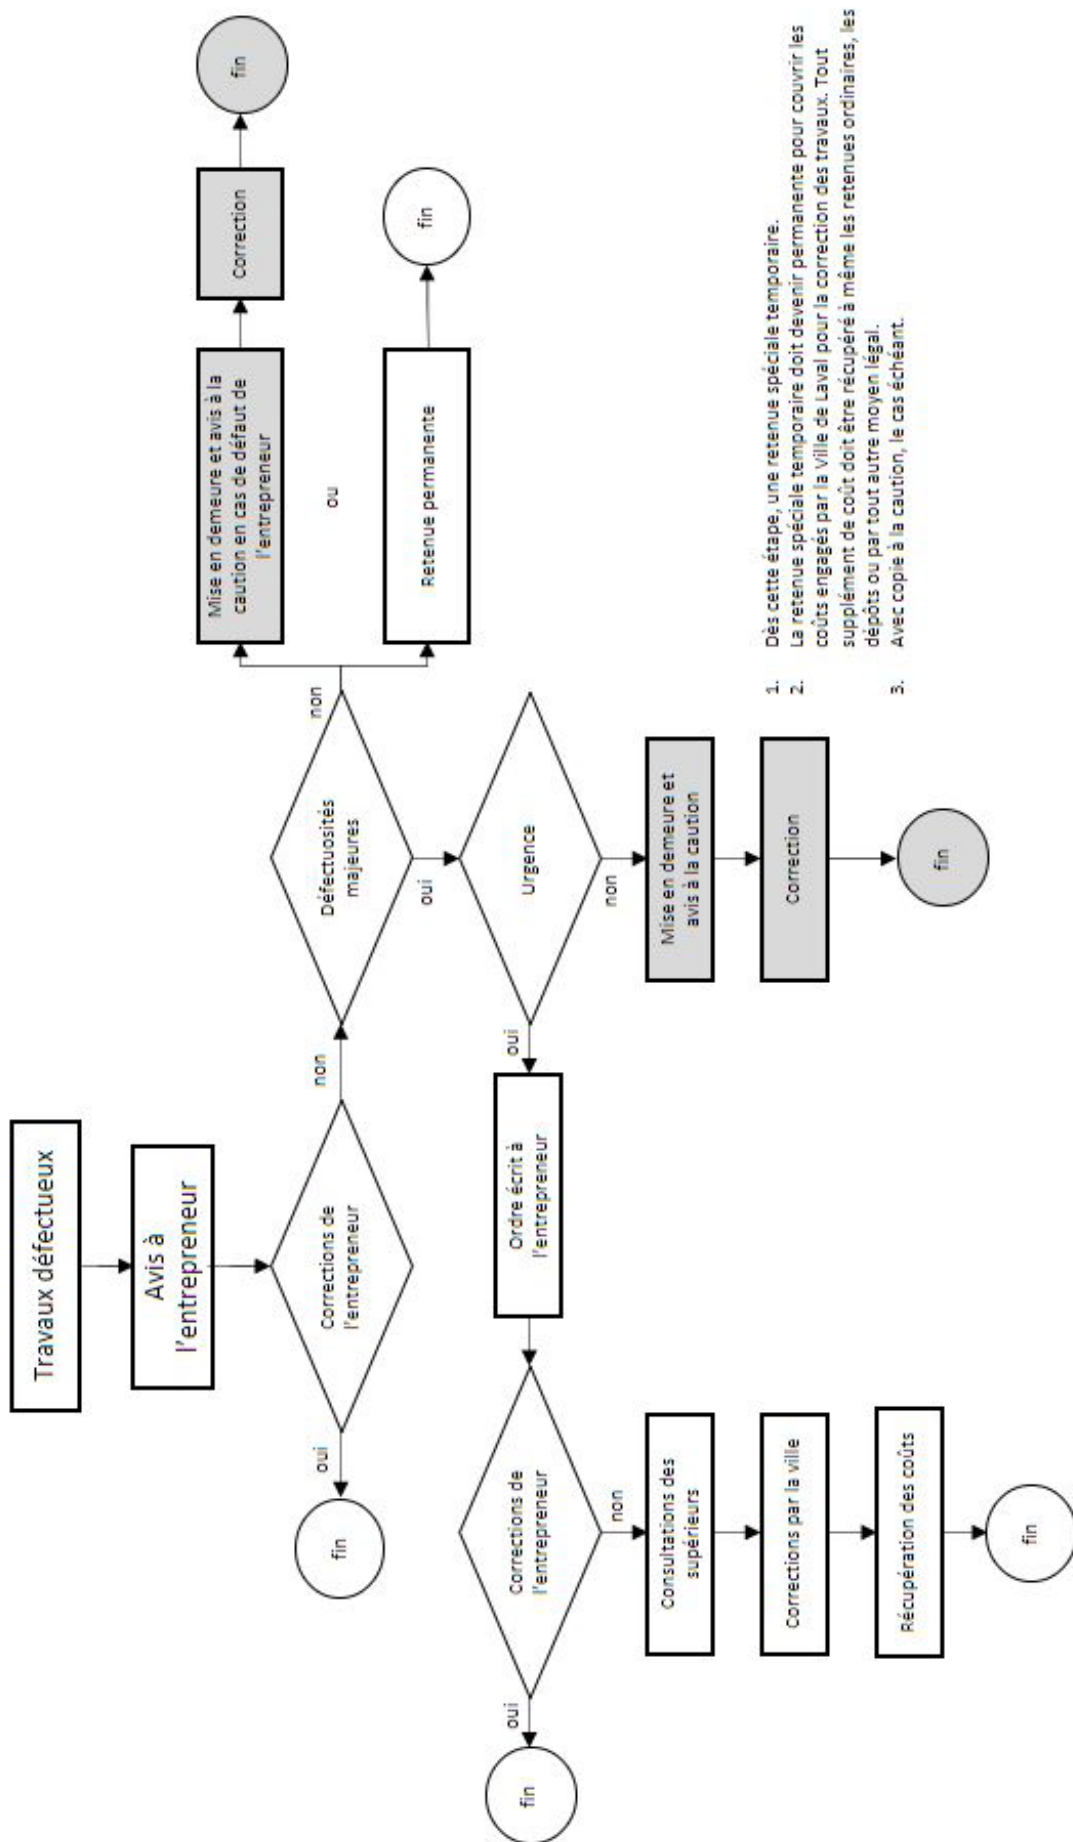 Travaux défectueux
Avis à
l'entrepreneur
Corrections de
l'entrepreneur
oui
fin
non
Défectuosités
majeures
non
Mise en demeure et avis à la
caution en cas de défaut de
l'entrepreneur
Correction
fin
ou
Retenue permanente
fin
oui
Urgence
oui
Ordre écrit à
l'entrepreneur
Corrections de
l'entrepreneur
oui
fin
non
Consultations des
supérieurs
Corrections par la ville
Récupération des coûts
fin
non
Mise en demeure et
avis à la caution
Correction
fin
1. Dès cette étape, une retenue spéciale temporaire.
2. La retenue spéciale temporaire doit devenir permanente pour couvrir les
coûts engagés par la Ville de Laval pour la correction des travaux. Tout
supplément de coût doit être récupéré à même les retenues ordinaires, les
dépôts ou par tout autre moyen légal.
3. Avec copie à la caution, le cas échéant.